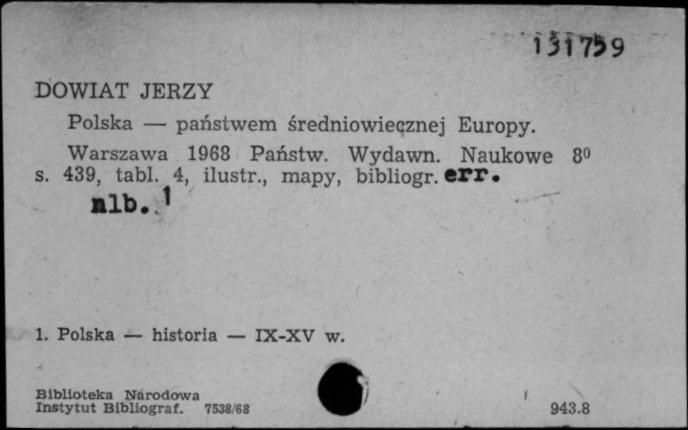 131759
DOWIAT JERZY
Polska — państwem średniowiecznej Europy.
Warszawa 1968 Państw. Wydawn. Naukowe 8⁰
s. 439, tabl. 4, ilustr., mapy, bibliogr. err.
nlb. 1
1. Polska — historia — IX-XV w.
Biblioteka Narodowa
Instytut Bibliograf. 7538/68
943.8